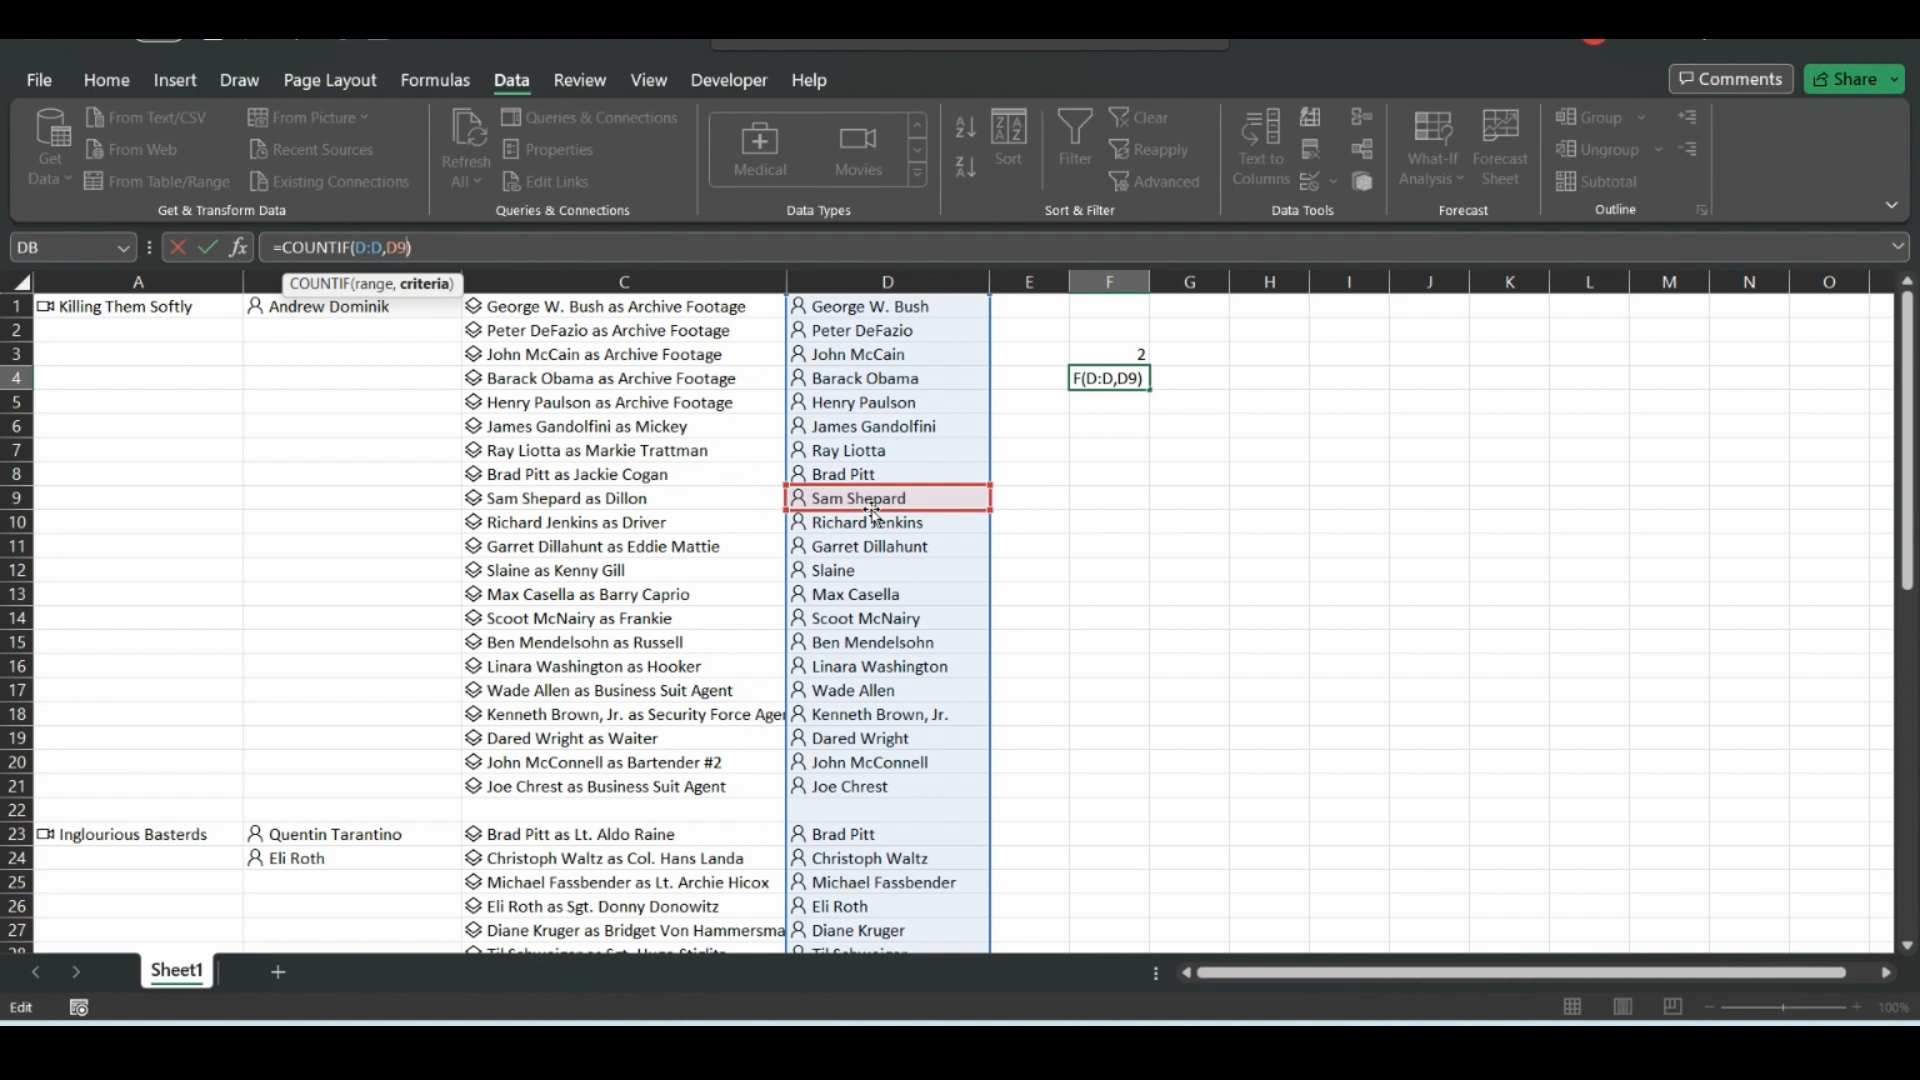 File Home Insert Draw Page Layout Formulas Data Review View Developer Help Comments Share
From Text/CSV From Picture Queries & Connections Clear Group
Get Data From Web Recent Sources Refresh All Properties Medical Movies Sort Filter Reapply Text to Columns What-If Analysis Forecast Sheet Ungroup
From Table/Range Existing Connections Edit Links Advanced Subtotal
Get & Transform Data Queries & Connections Data Types Sort & Filter Data Tools Forecast Outline
DB =COUNTIF(D:D,D9)
COUNTIF(range, criteria)
A C D E F G H I J K L M N O
1 Killing Them Softly Andrew Dominik George W. Bush as Archive Footage George W. Bush
2 Peter DeFazio as Archive Footage Peter DeFazio
3 John McCain as Archive Footage John McCain 2
4 Barack Obama as Archive Footage Barack Obama F(D:D,D9)
5 Henry Paulson as Archive Footage Henry Paulson
6 James Gandolfini as Mickey James Gandolfini
7 Ray Liotta as Markie Trattman Ray Liotta
8 Brad Pitt as Jackie Cogan Brad Pitt
9 Sam Shepard as Dillon Sam Shepard
10 Richard Jenkins as Driver Richard Jenkins
11 Garret Dillahunt as Eddie Mattie Garret Dillahunt
12 Slaine as Kenny Gill Slaine
13 Max Casella as Barry Caprio Max Casella
14 Scoot McNairy as Frankie Scoot McNairy
15 Ben Mendelsohn as Russell Ben Mendelsohn
16 Linara Washington as Hooker Linara Washington
17 Wade Allen as Business Suit Agent Wade Allen
18 Kenneth Brown, Jr. as Security Force Age Kenneth Brown, Jr.
19 Dared Wright as Waiter Dared Wright
20 John McConnell as Bartender #2 John McConnell
21 Joe Chrest as Business Suit Agent Joe Chrest
22
23 Inglourious Basterds Quentin Tarantino Brad Pitt as Lt. Aldo Raine Brad Pitt
24 Eli Roth Christoph Waltz as Col. Hans Landa Christoph Waltz
25 Michael Fassbender as Lt. Archie Hicox Michael Fassbender
26 Eli Roth as Sgt. Donny Donowitz Eli Roth
27 Diane Kruger as Bridget Von Hammersma Diane Kruger
Sheet1
Edit 100%